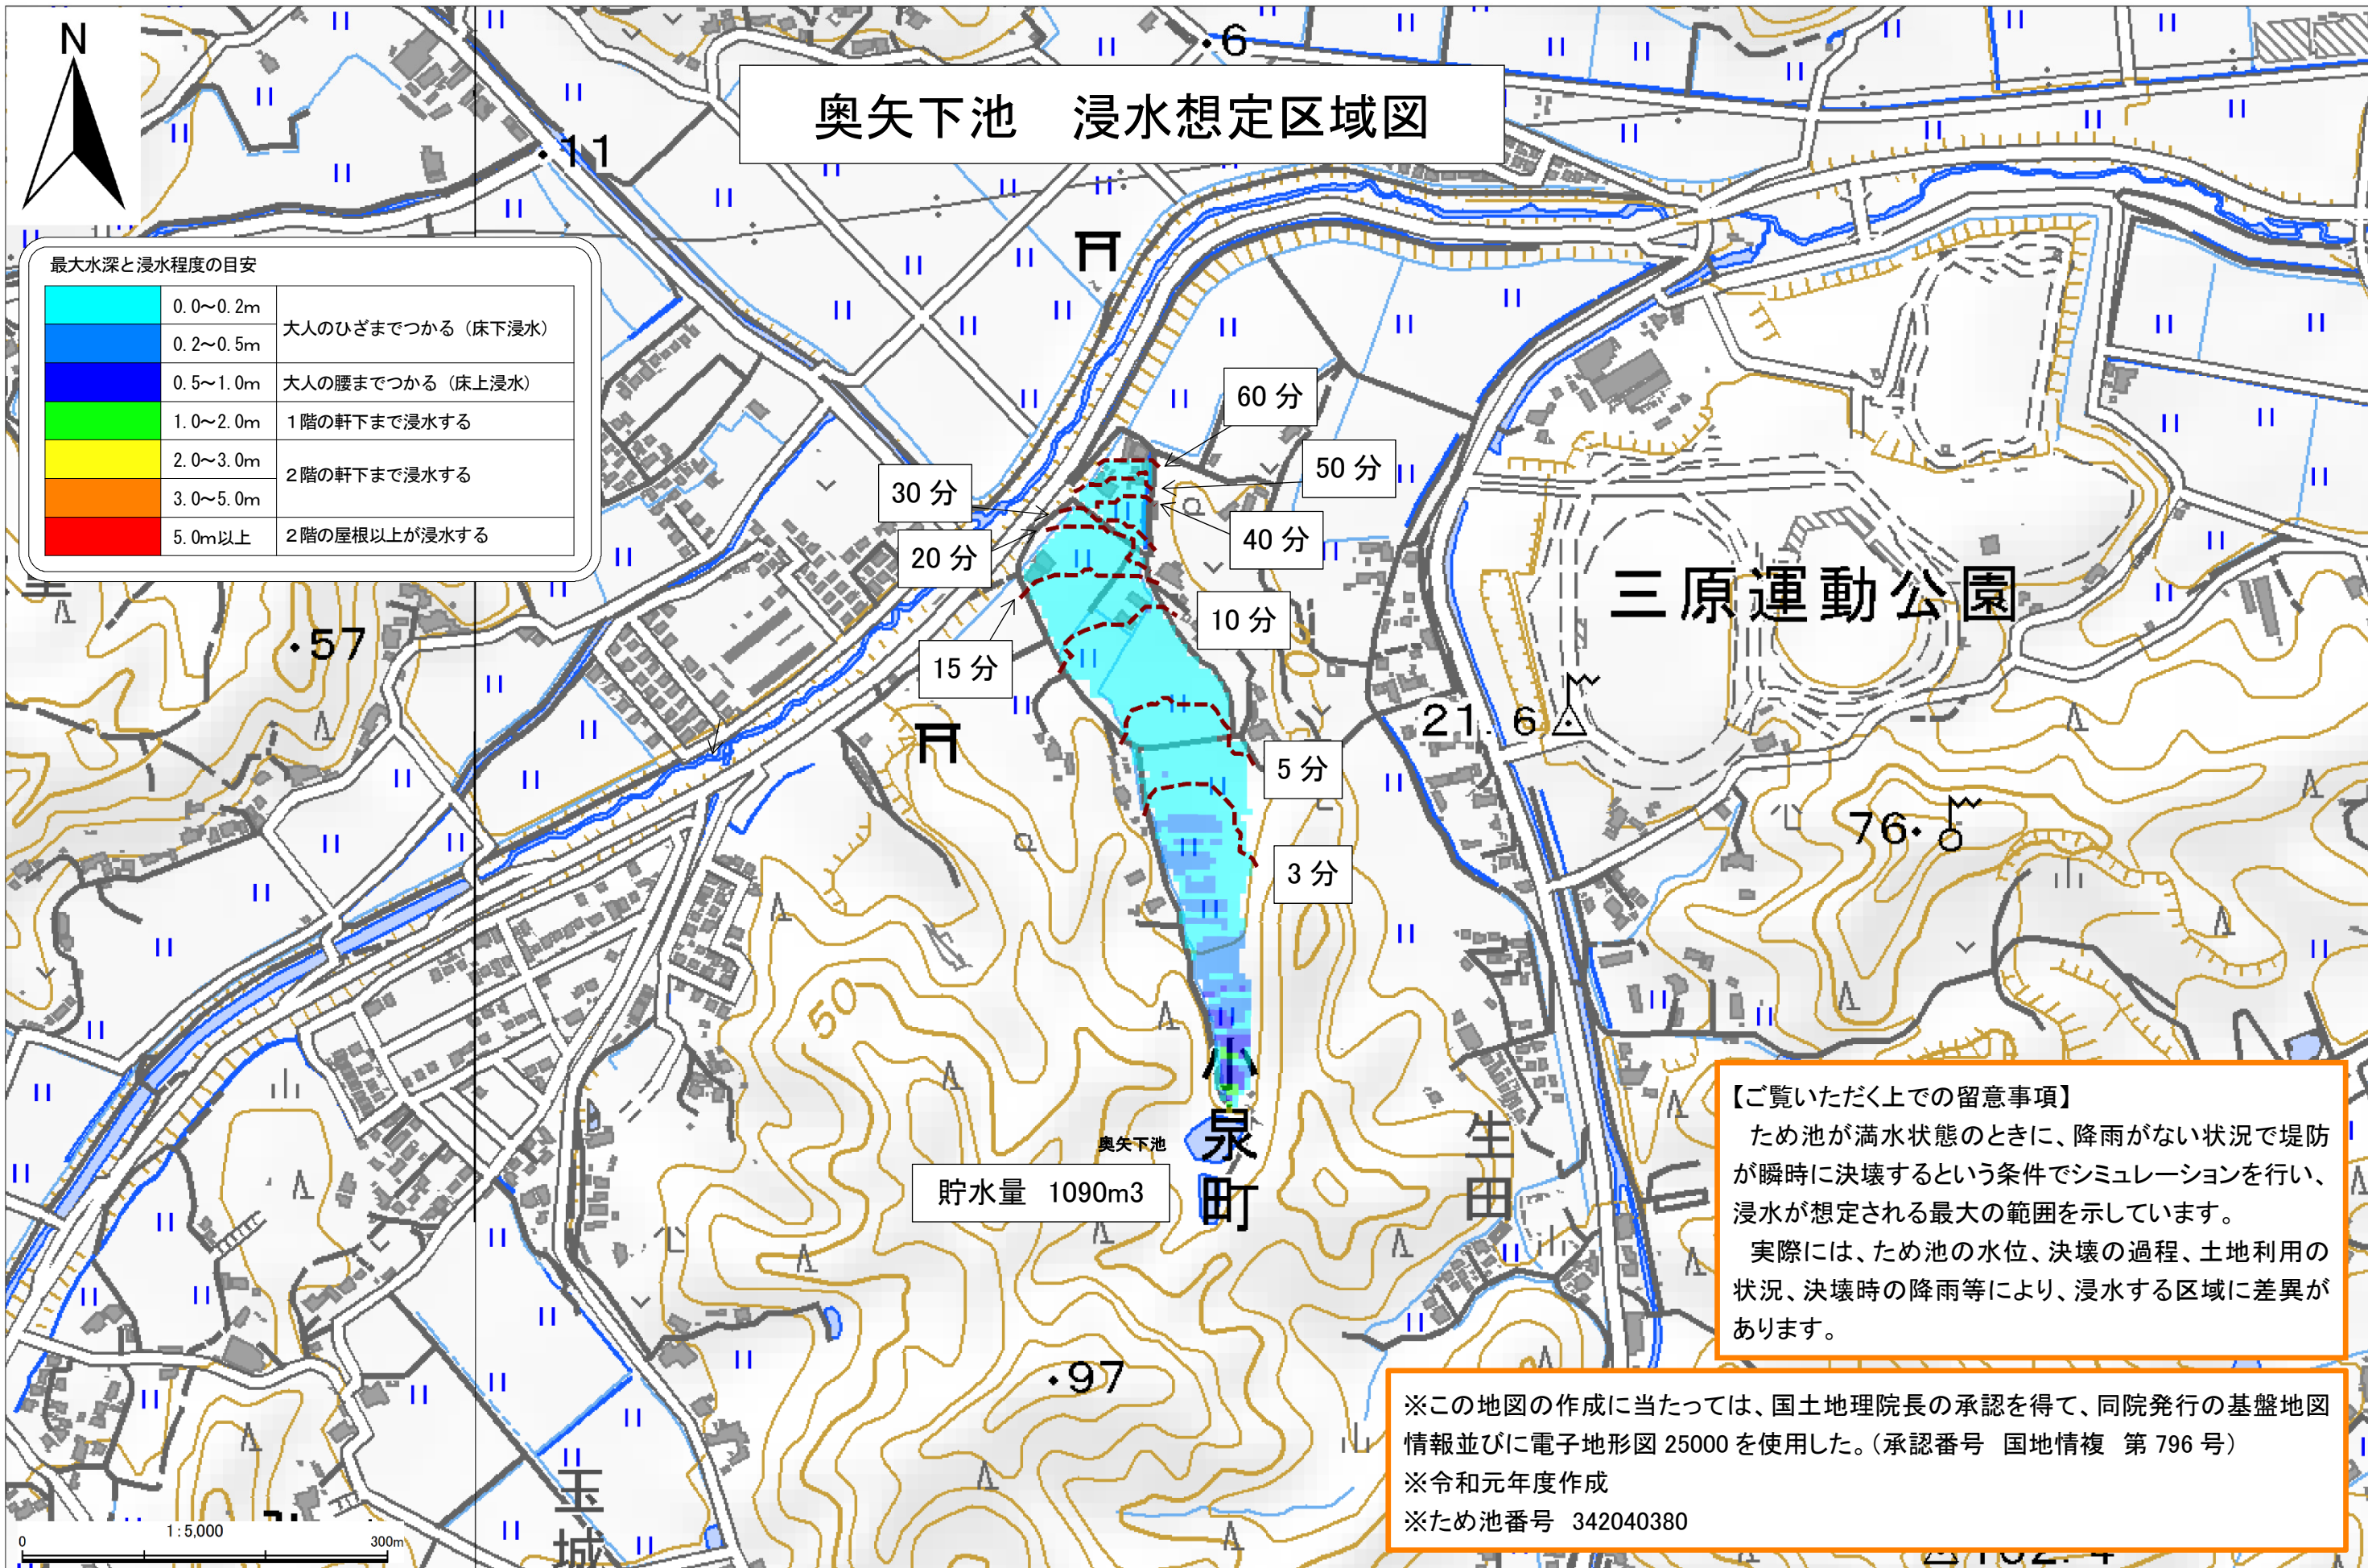 N
奥矢下池　浸水想定区域図
6
11
最大水深と浸水程度の目安
0.0～0.2m
大人のひざまでつかる（床下浸水）
0.2～0.5m
0.5～1.0m 大人の腰までつかる（床上浸水）
1.0～2.0m １階の軒下まで浸水する
2.0～3.0m
２階の軒下まで浸水する
3.0～5.0m
5.0m以上 ２階の屋根以上が浸水する
60 分
50 分
30 分
40 分
20 分
10 分
15 分
5 分
3 分
三原運動公園
57
21.6
76
50
小泉町
奥矢下池
貯水量　1090m3
生田
97
玉城
【ご覧いただく上での留意事項】
　ため池が満水状態のときに、降雨がない状況で堤防
が瞬時に決壊するという条件でシミュレーションを行い、
浸水が想定される最大の範囲を示しています。
　実際には、ため池の水位、決壊の過程、土地利用の
状況、決壊時の降雨等により、浸水する区域に差異が
あります。
※この地図の作成に当たっては、国土地理院長の承認を得て、同院発行の基盤地図
情報並びに電子地形図 25000 を使用した。（承認番号　国地情複　第 796 号）
※令和元年度作成
※ため池番号　342040380
1:5,000
0 300m